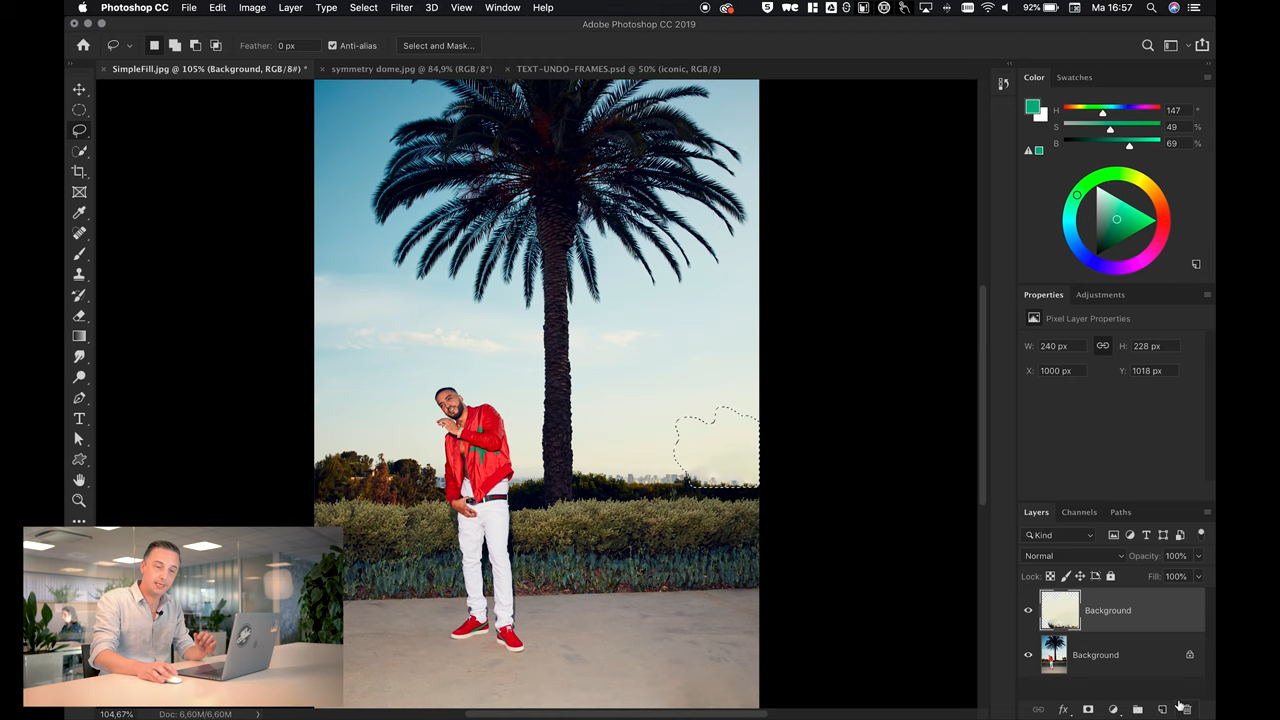 Photoshop CC File Edit Image Layer Type Select Filter 3D View Window Help 92% Ma 16:57
Adobe Photoshop CC 2019
Feather: 0 px Anti-alias Select and Mask...
SimpleFill.jpg @ 105% (Background, RGB/8#) * symmetry dome.jpg @ 84,9% (RGB/8*) TEXT-UNDO-FRAMES.psd @ 50% (iconic, RGB/8)
Color Swatches
H 147 °
S 49 %
B 69 %
Properties Adjustments
Pixel Layer Properties
W: 240 px H: 228 px
X: 1000 px Y: 1018 px
Layers Channels Paths
Kind
Normal Opacity: 100%
Lock: Fill: 100%
Background
Background
fx
104,67% Doc: 6,60M/6,60M